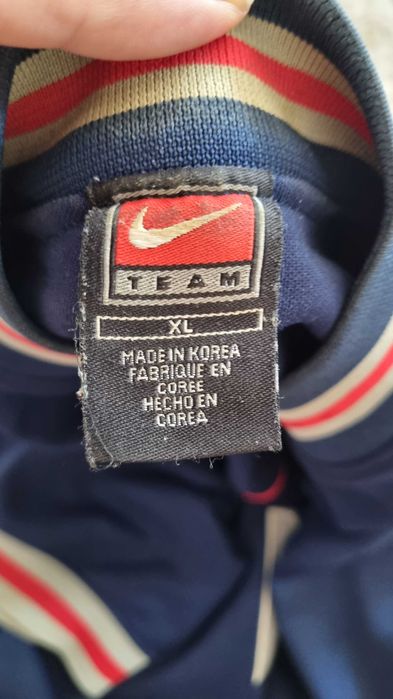 TEAM
XL
MADE IN KOREA
FABRIQUE EN
COREE
HECHO EN
COREA